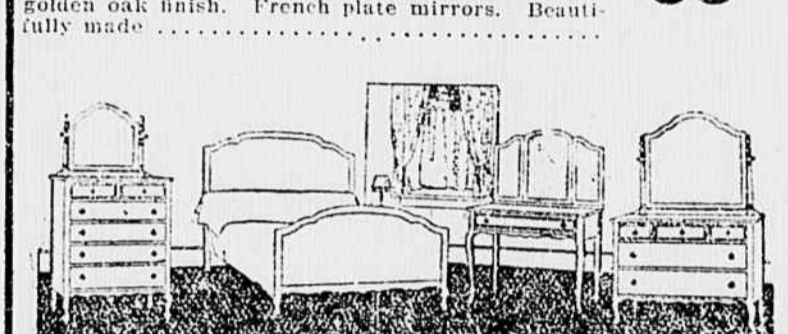 golden oak finish. French plate mirrors. Beauti-
fully made ..................................